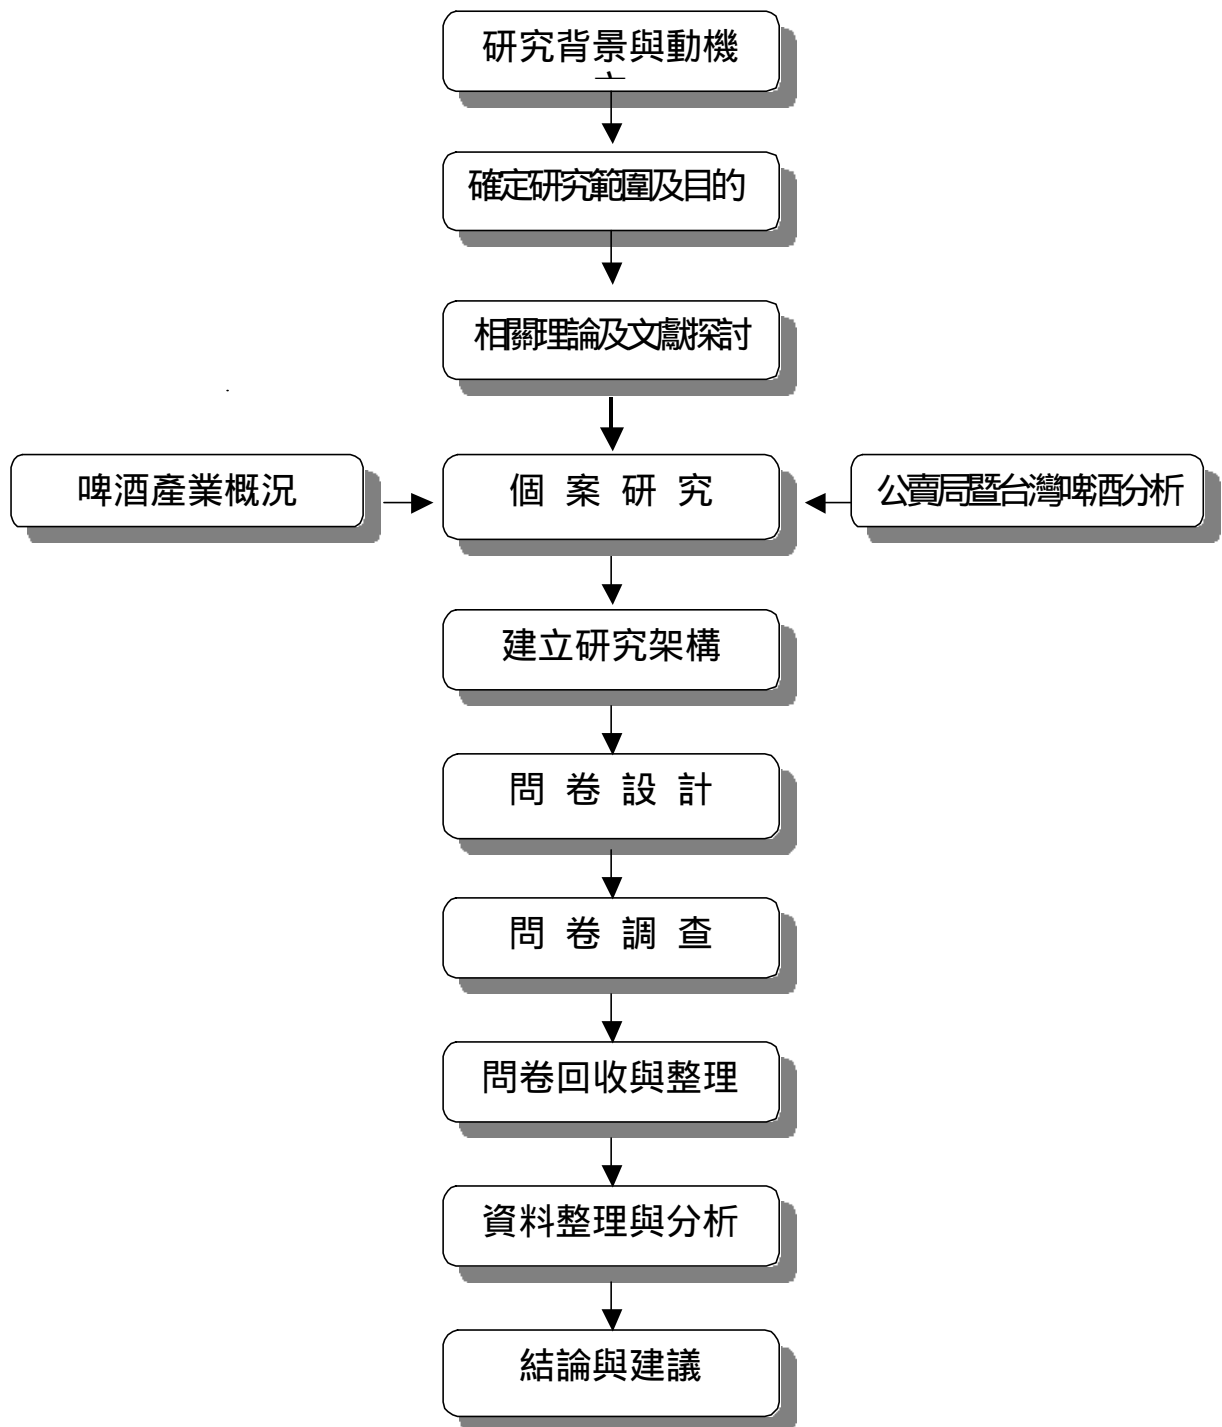 研究背景與動機
確定研究範圍及目的
相關理論及文獻探討
啤酒產業概況
個 案 研 究
公賣局暨台灣啤酒分析
建立研究架構
問 卷 設 計
問 卷 調 查
問卷回收與整理
資料整理與分析
結論與建議